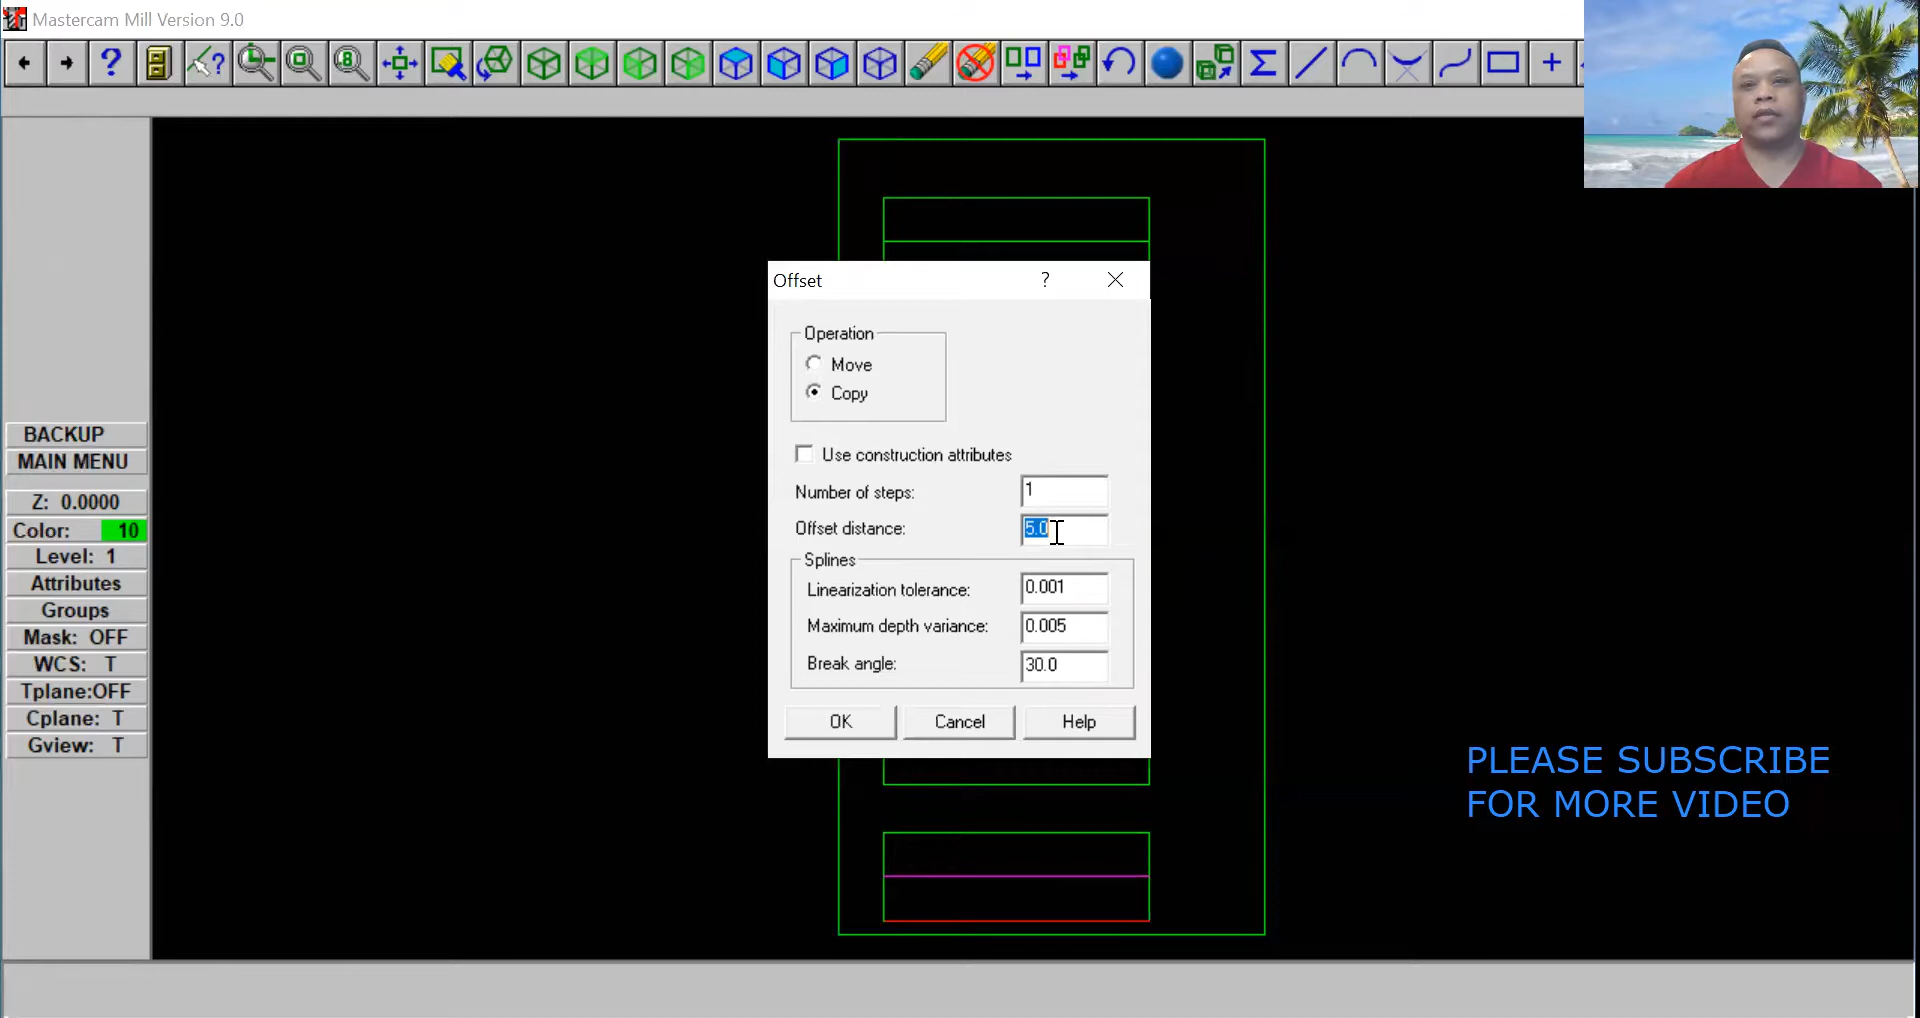 Mastercam Mill Version 9.0
Offset
?
Operation
Move
Copy
Use construction attributes
Number of steps: 1
Offset distance: 5.0
Splines
Linearization tolerance: 0.001
Maximum depth variance: 0.005
Break angle: 30.0
OK Cancel Help
BACKUP
MAIN MENU
Z: 0.0000
Color: 10
Level: 1
Attributes
Groups
Mask: OFF
WCS: T
Tplane:OFF
Cplane: T
Gview: T
PLEASE SUBSCRIBE
FOR MORE VIDEO